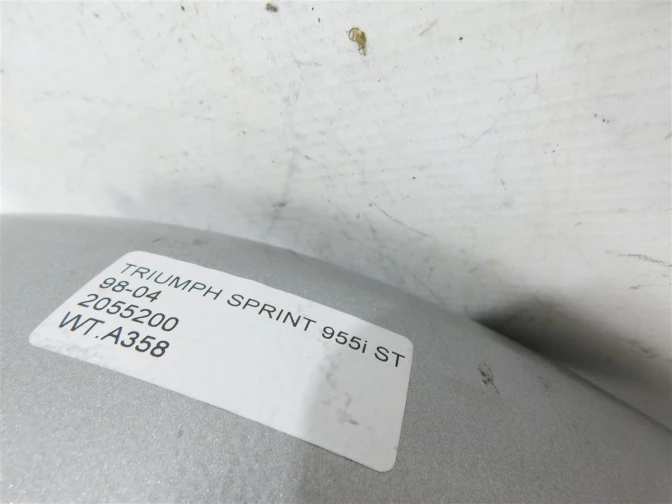 TRIUMPH SPRINT 955i ST
98-04
2055200
WT.A358